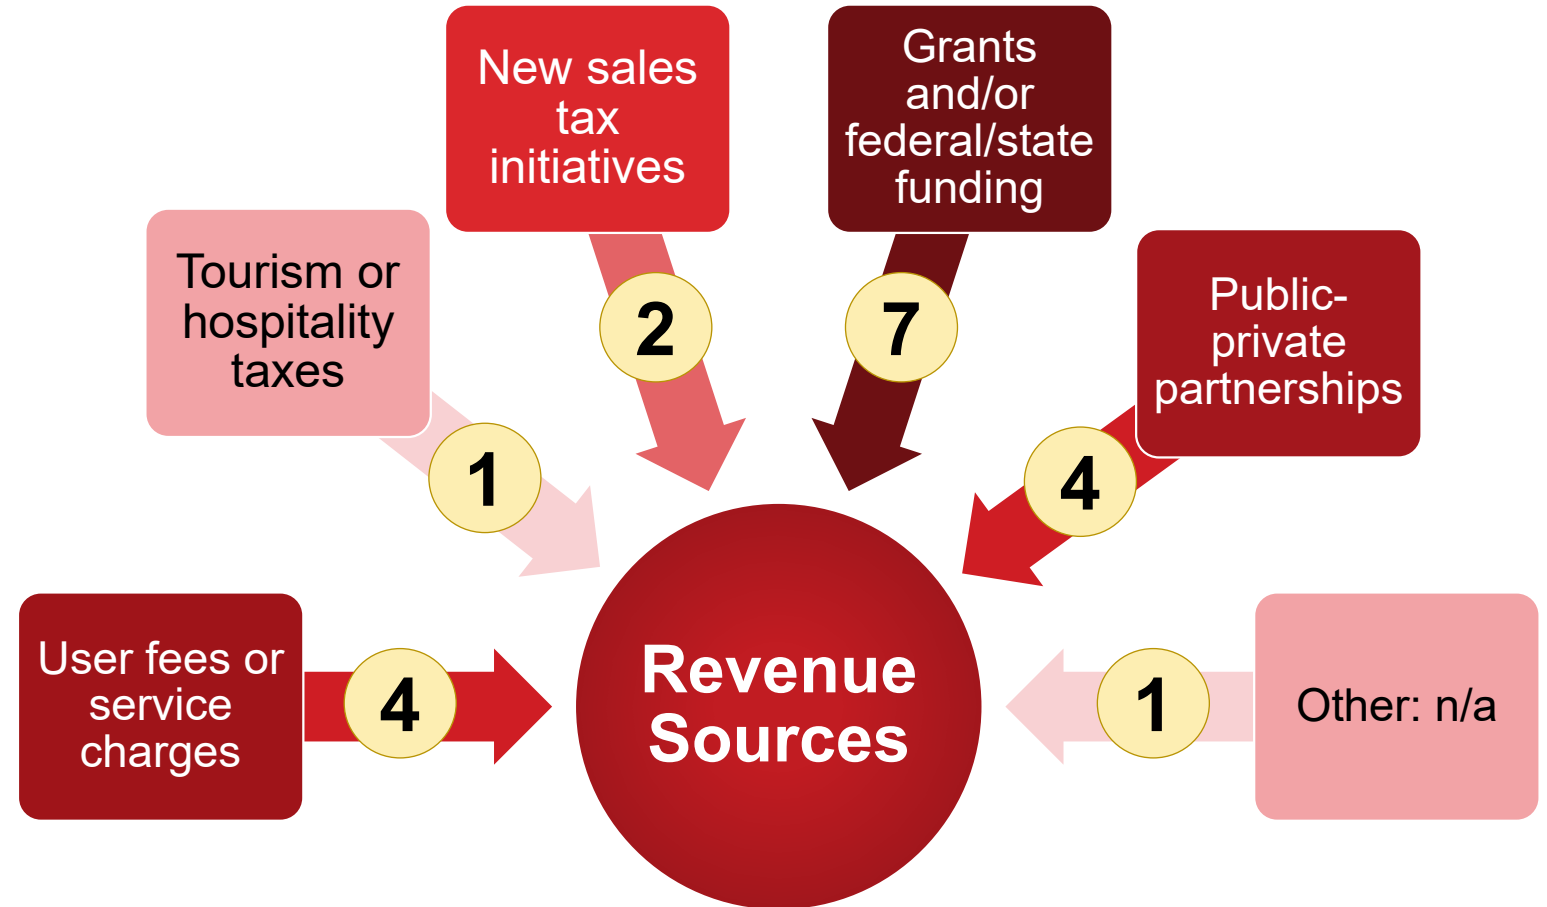 New sales
tax
initiatives
Grants
and/or
federal/state
funding
Tourism or
hospitality
taxes
Public-
private
partnerships
2
7
1
4
User fees or
service
charges
4
Revenue
Sources
1
Other: n/a